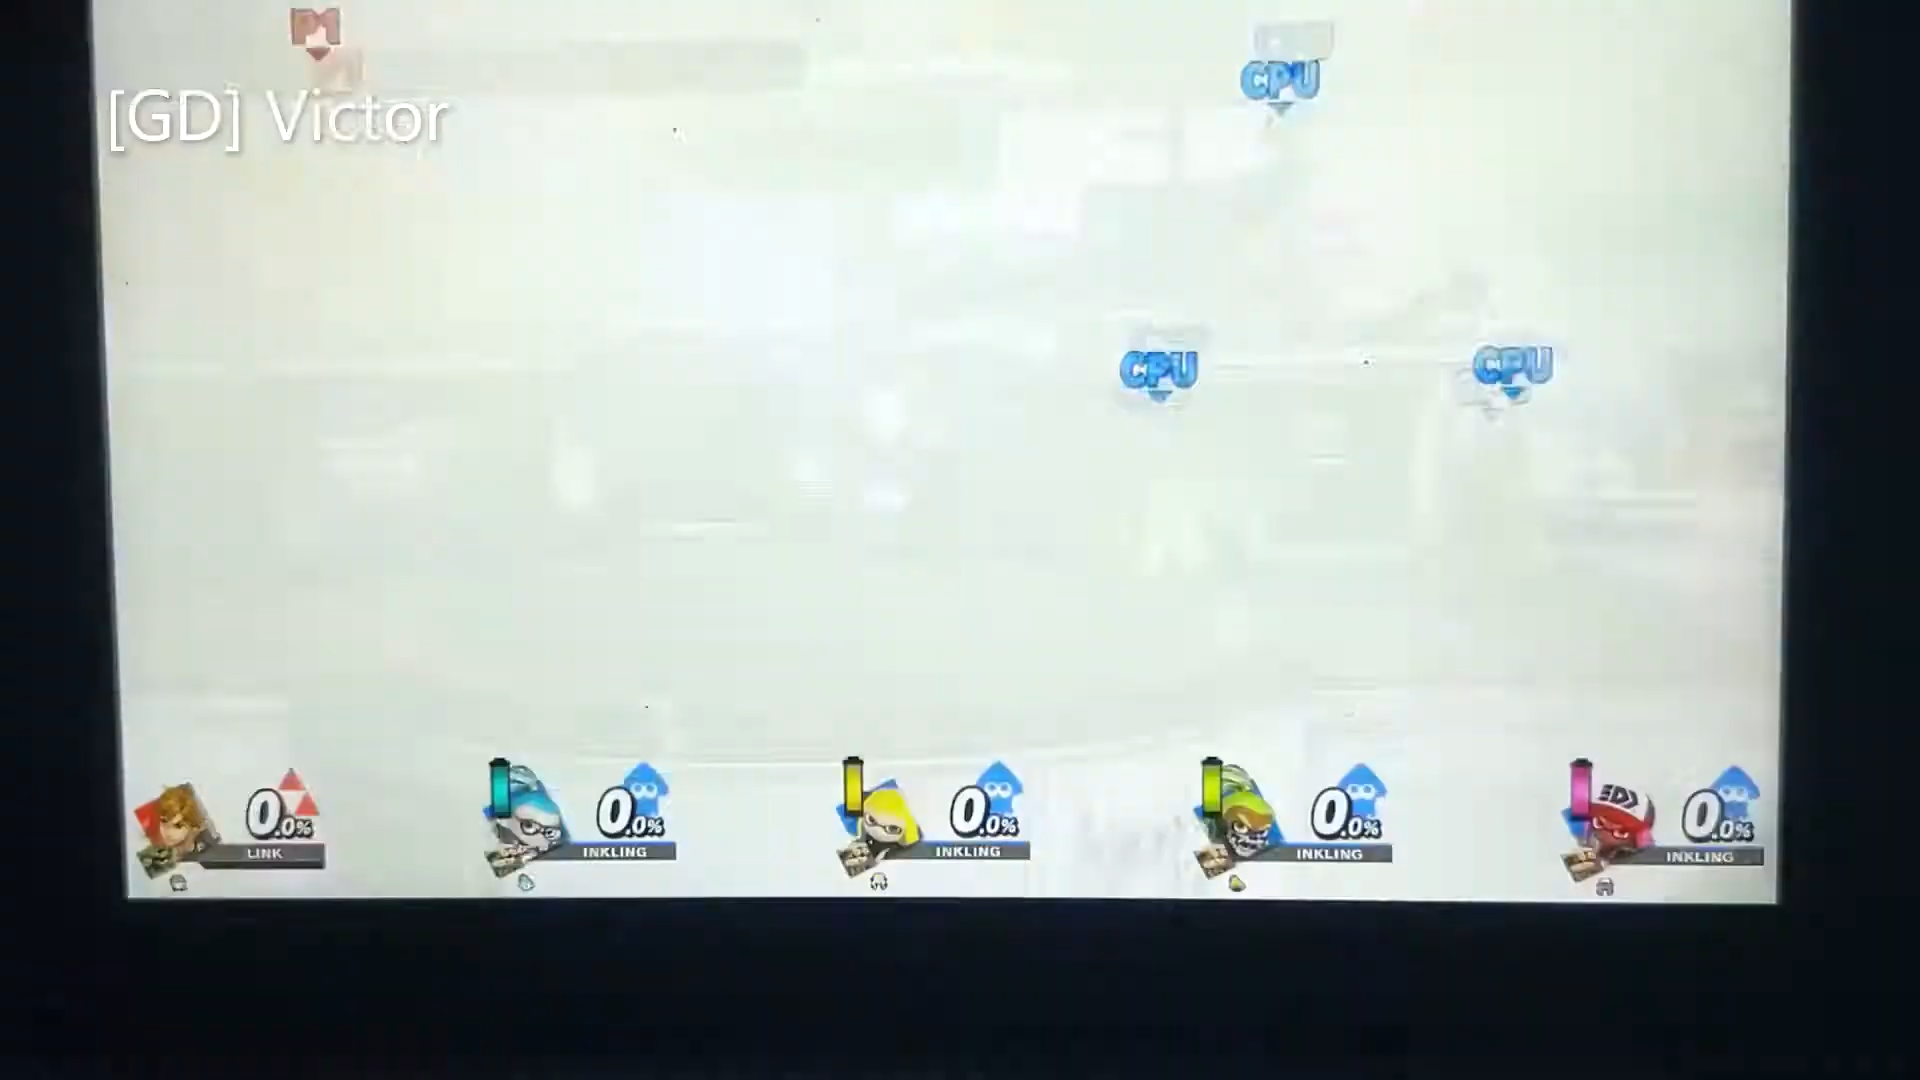 P1
CPU
[GD] Victor
CPU
CPU
0.0%
LINK
0.0%
INKLING
0.0%
INKLING
0.0%
INKLING
0.0%
INKLING